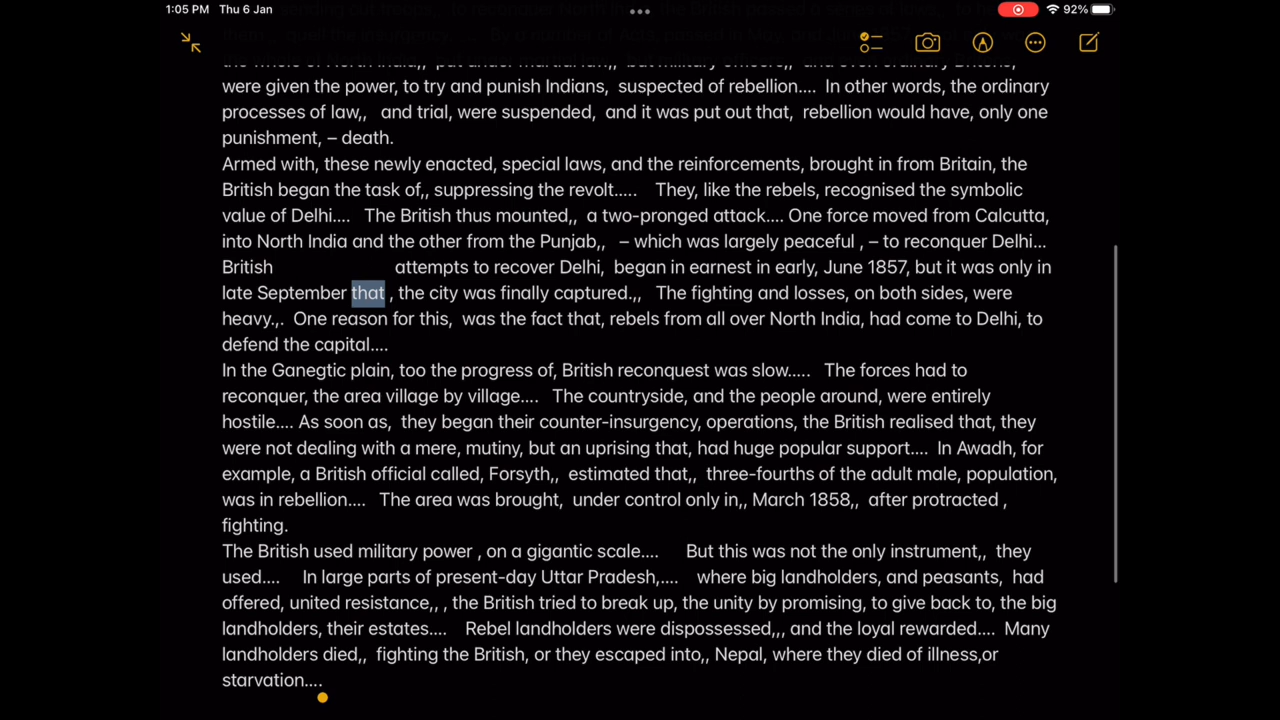 1:05 PM Thu 6 Jan
92%
were given the power, to try and punish Indians, suspected of rebellion.... In other words, the ordinary
processes of law,, and trial, were suspended, and it was put out that, rebellion would have, only one
punishment, – death.
Armed with, these newly enacted, special laws, and the reinforcements, brought in from Britain, the
British began the task of,, suppressing the revolt..... They, like the rebels, recognised the symbolic
value of Delhi.... The British thus mounted,, a two-pronged attack.... One force moved from Calcutta,
into North India and the other from the Punjab,, – which was largely peaceful , – to reconquer Delhi...
British attempts to recover Delhi, began in earnest in early, June 1857, but it was only in
late September that , the city was finally captured.,, The fighting and losses, on both sides, were
heavy.,. One reason for this, was the fact that, rebels from all over North India, had come to Delhi, to
defend the capital....
In the Ganegtic plain, too the progress of, British reconquest was slow..... The forces had to
reconquer, the area village by village.... The countryside, and the people around, were entirely
hostile.... As soon as, they began their counter-insurgency, operations, the British realised that, they
were not dealing with a mere, mutiny, but an uprising that, had huge popular support.... In Awadh, for
example, a British official called, Forsyth,, estimated that,, three-fourths of the adult male, population,
was in rebellion.... The area was brought, under control only in,, March 1858,, after protracted ,
fighting.
The British used military power , on a gigantic scale.... But this was not the only instrument,, they
used.... In large parts of present-day Uttar Pradesh,.... where big landholders, and peasants, had
offered, united resistance,, , the British tried to break up, the unity by promising, to give back to, the big
landholders, their estates.... Rebel landholders were dispossessed,,, and the loyal rewarded.... Many
landholders died,, fighting the British, or they escaped into,, Nepal, where they died of illness,or
starvation....